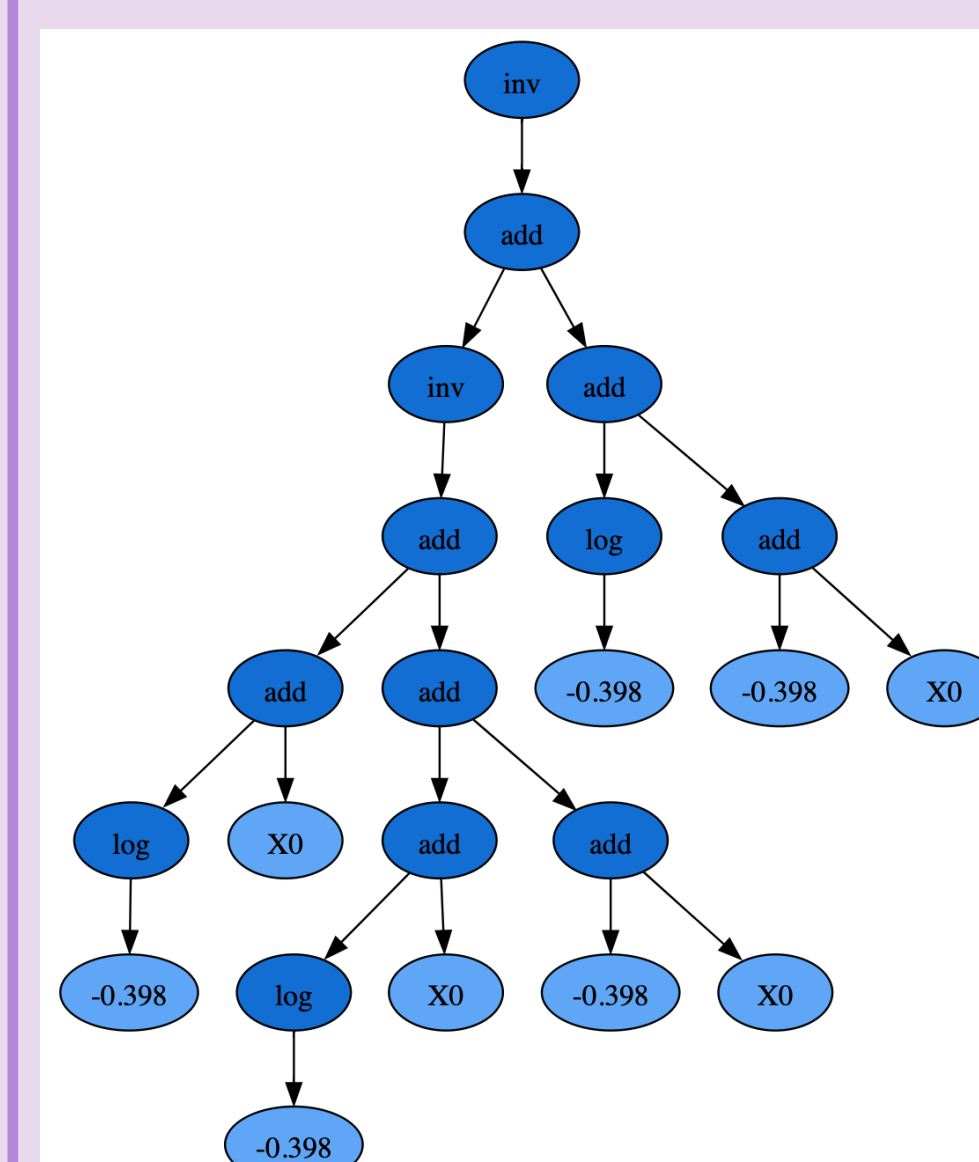 inv
add
inv add
add log add
add add -0.398 -0.398 X0
log X0 add add
-0.398 log X0 -0.398 X0
-0.398